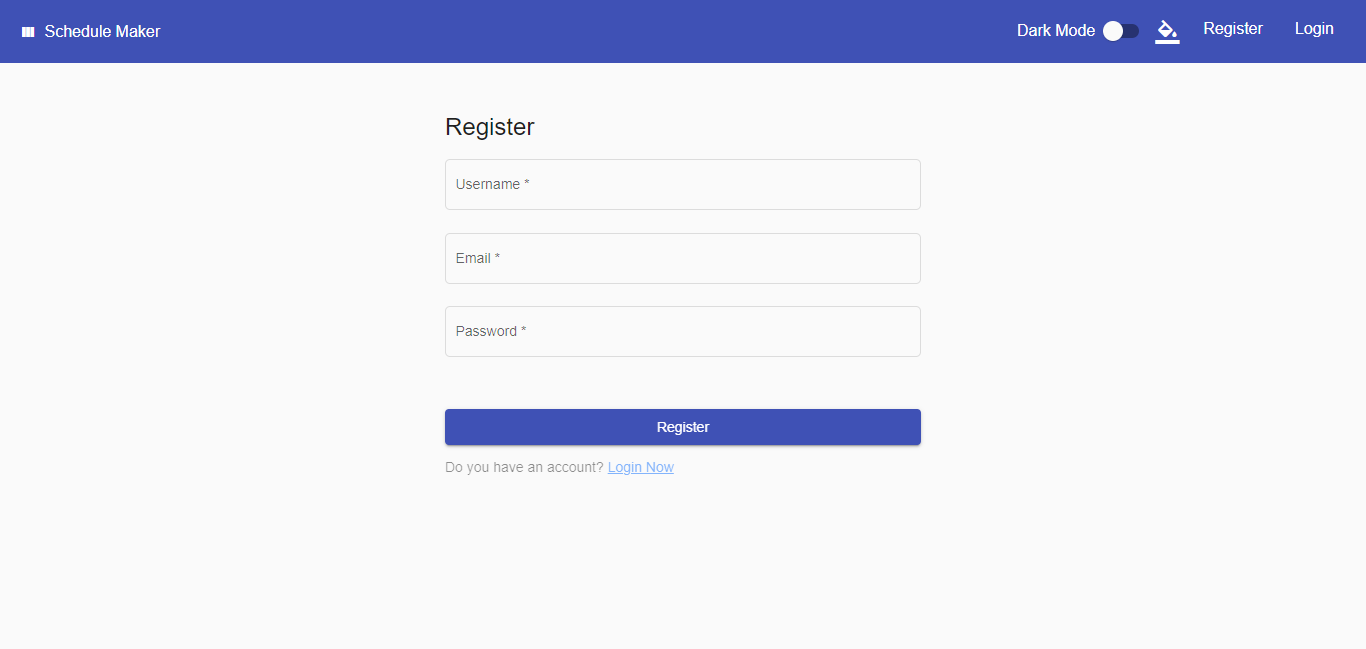 Schedule Maker
Dark Mode
Register
Login
Register
Username *
Email *
Password *
Register
Do you have an account? Login Now